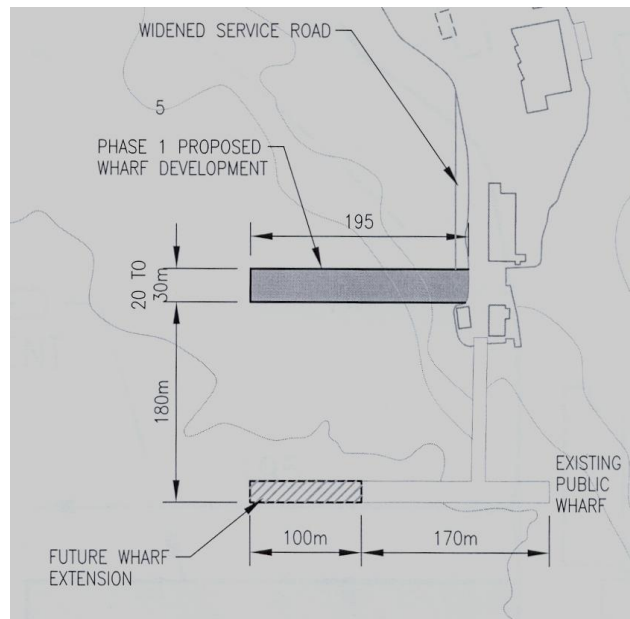 WIDENED SERVICE ROAD
5
PHASE 1 PROPOSED
WHARF DEVELOPMENT
195
20 TO
30m
180m
EXISTING
PUBLIC
WHARF
100m
170m
FUTURE WHARF
EXTENSION